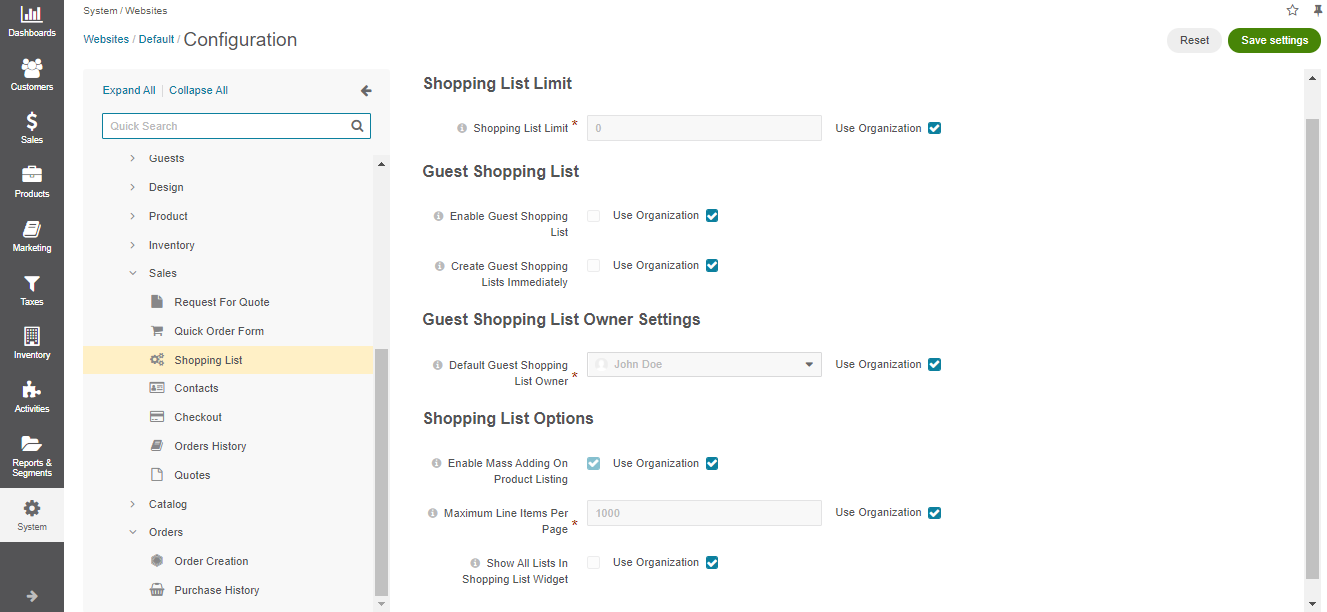 Dashboards
Customers
Sales
Products
Marketing
Taxes
Inventory
Activities
Reports &
Segments
System
System / Websites
Websites / Default / Configuration
Reset
Save settings
Expand All | Collapse All
Quick Search
Guests
Design
Product
Inventory
Sales
Request For Quote
Quick Order Form
Shopping List
Contacts
Checkout
Orders History
Quotes
Catalog
Orders
Order Creation
Purchase History
Shopping List Limit
Shopping List Limit * 0 Use Organization
Guest Shopping List
Enable Guest Shopping
List
Use Organization
Create Guest Shopping
Lists Immediately
Use Organization
Guest Shopping List Owner Settings
Default Guest Shopping
List Owner *
John Doe
Use Organization
Shopping List Options
Enable Mass Adding On
Product Listing
Use Organization
Maximum Line Items Per
Page *
1000
Use Organization
Show All Lists In
Shopping List Widget
Use Organization